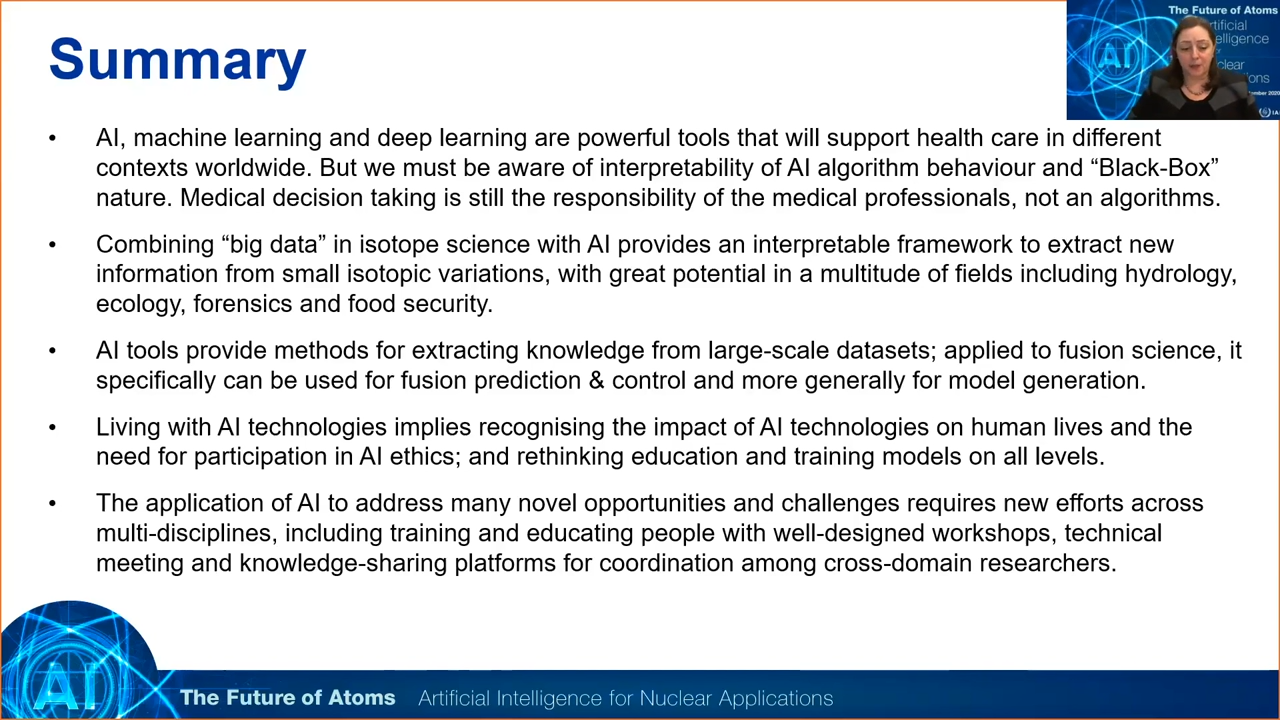 Summary
• AI, machine learning and deep learning are powerful tools that will support health care in different
contexts worldwide. But we must be aware of interpretability of AI algorithm behaviour and “Black-Box”
nature. Medical decision taking is still the responsibility of the medical professionals, not an algorithms.
• Combining “big data” in isotope science with AI provides an interpretable framework to extract new
information from small isotopic variations, with great potential in a multitude of fields including hydrology,
ecology, forensics and food security.
• AI tools provide methods for extracting knowledge from large-scale datasets; applied to fusion science, it
specifically can be used for fusion prediction & control and more generally for model generation.
• Living with AI technologies implies recognising the impact of AI technologies on human lives and the
need for participation in AI ethics; and rethinking education and training models on all levels.
• The application of AI to address many novel opportunities and challenges requires new efforts across
multi-disciplines, including training and educating people with well-designed workshops, technical
meeting and knowledge-sharing platforms for coordination among cross-domain researchers.
The Future of Atoms
rtificial
elligence
clear
ions
AI
AI
The Future of Atoms Artificial Intelligence for Nuclear Applications